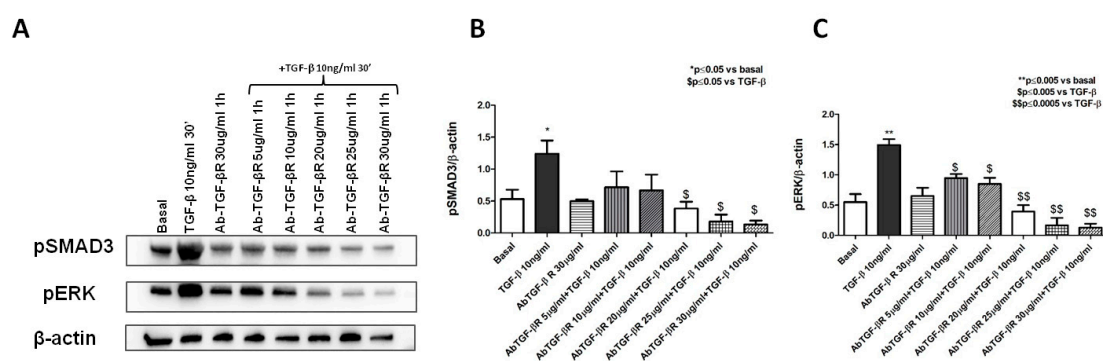 A
+TGF-β 10ng/ml 30'
Basal
TGF-β 10ng/ml 30'
Ab-TGF-βR 30ug/ml 1h
Ab-TGF-βR 5ug/ml 1h
Ab-TGF-βR 10ug/ml 1h
Ab-TGF-βR 20ug/ml 1h
Ab-TGF-βR 25ug/ml 1h
Ab-TGF-βR 30ug/ml 1h
pSMAD3
pERK
β-actin
B
*p≤0.05 vs basal
$p≤0.05 vs TGF-β
pSMAD3/β-actin
2.0
1.5
1.0
0.5
0.0
*
$
$
$
Basal
TGF-β 10ng/ml
AbTGF-β R 30µg/ml
AbTGF-βR 5µg/ml+TGF-β 10ng/ml
AbTGF-βR 10µg/ml+TGF-β 10ng/ml
AbTGF-βR 20µg/ml+TGF-β 10ng/ml
AbTGF-βR 25µg/ml+TGF-β 10ng/ml
AbTGF-βR 30µg/ml+TGF-β 10ng/ml
C
**p≤0.005 vs basal
$p≤0.005 vs TGF-β
$$p≤0.0005 vs TGF-β
pERK/β-actin
2.0
1.5
1.0
0.5
0.0
**
$
$
$$
$$
$$
Basal
TGF-β 10ng/ml
AbTGF-β R 30µg/ml
AbTGF-βR 5µg/ml+TGF-β 10ng/ml
AbTGF-βR 10µg/ml+TGF-β 10ng/ml
AbTGF-βR 20µg/ml+TGF-β 10ng/ml
AbTGF-βR 25µg/ml+TGF-β 10ng/ml
AbTGF-βR 30µg/ml+TGF-β 10ng/ml